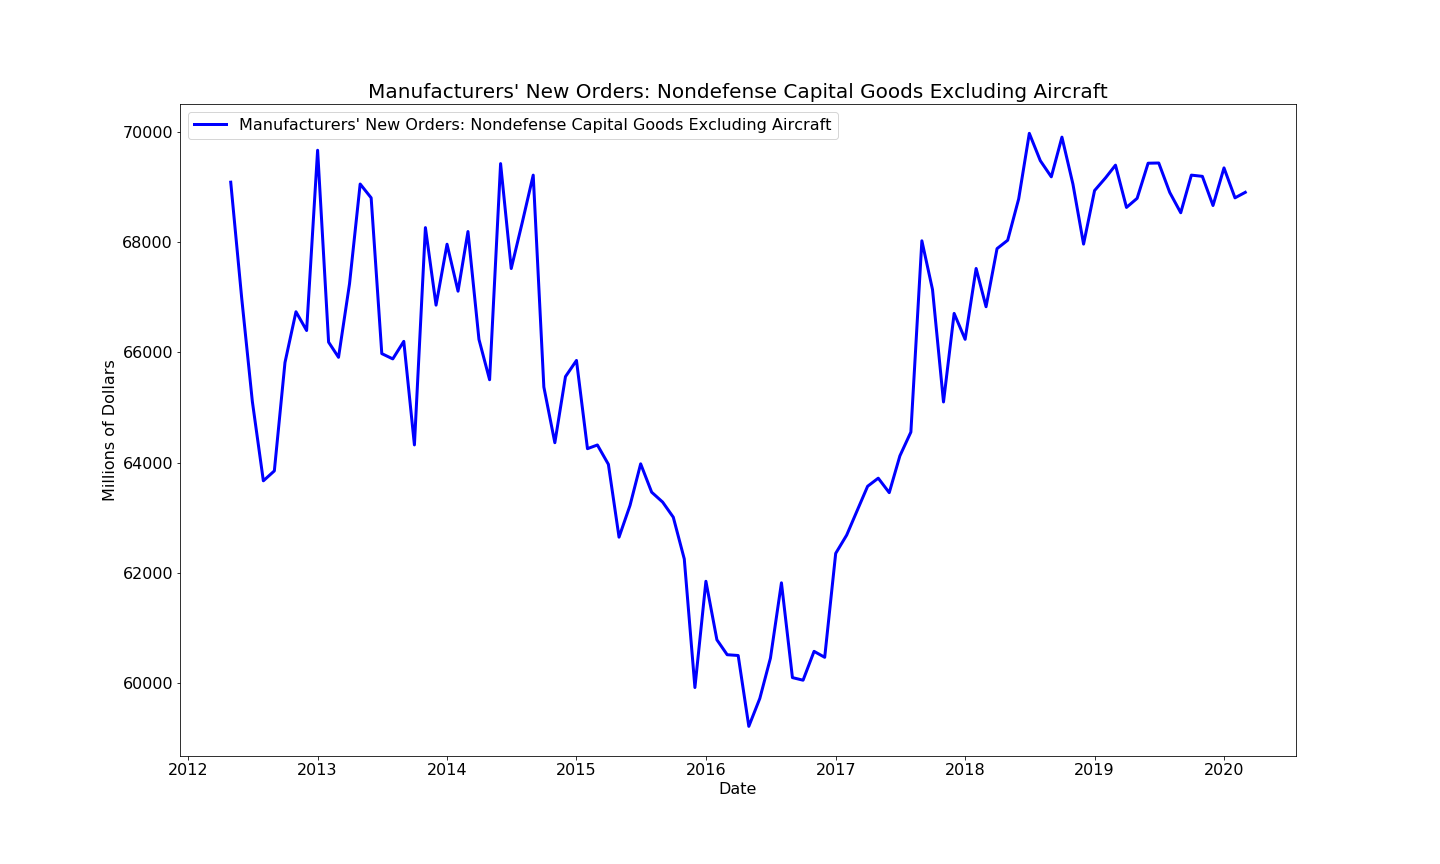 Manufacturers' New Orders: Nondefense Capital Goods Excluding Aircraft
Manufacturers' New Orders: Nondefense Capital Goods Excluding Aircraft
70000
68000
66000
64000
62000
60000
Millions of Dollars
2012 2013 2014 2015 2016 2017 2018 2019 2020
Date